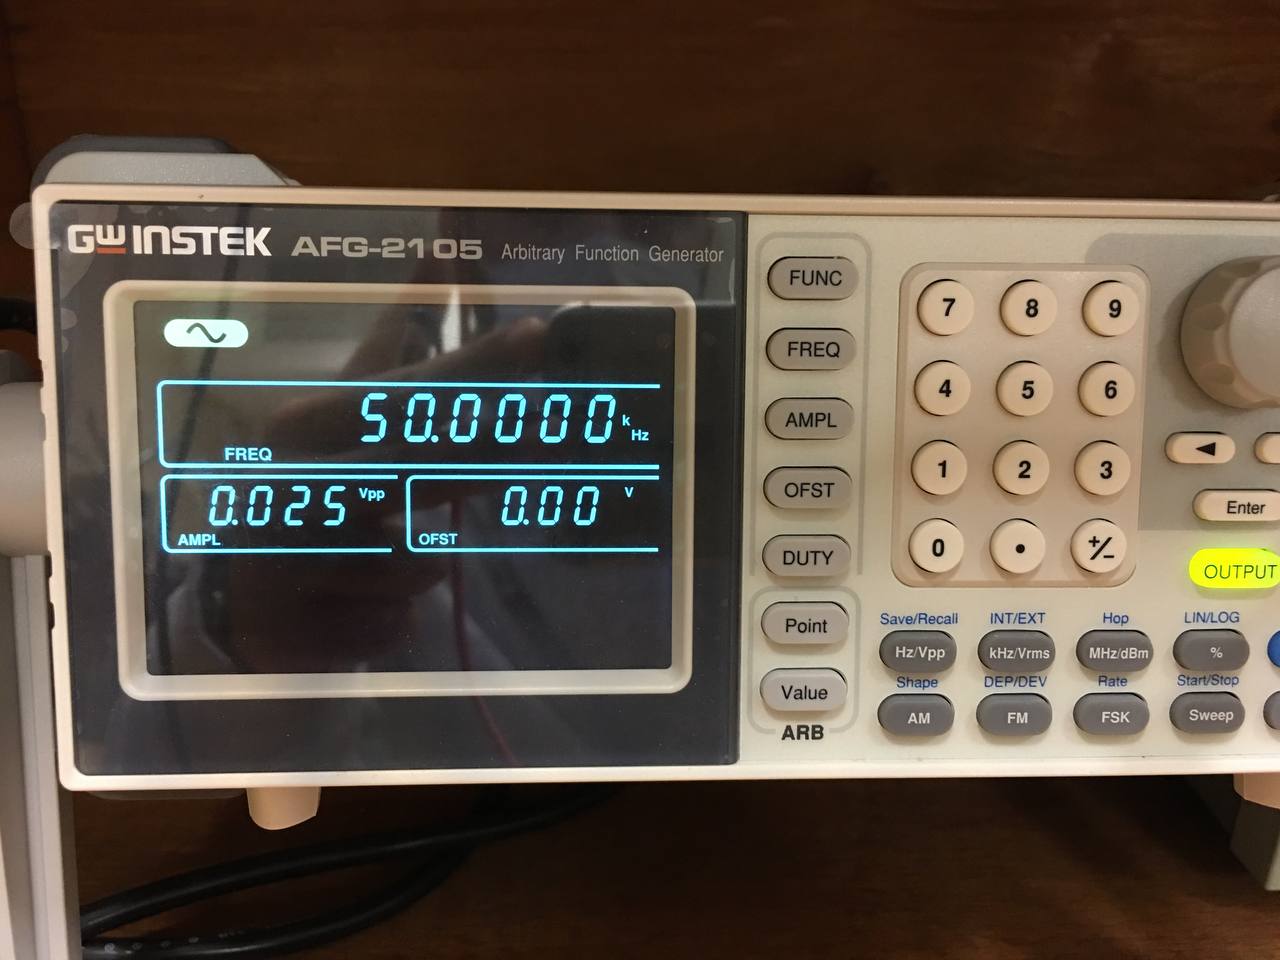 GW INSTEK AFG-2105 Arbitrary Function Generator
50.0000 k Hz
FREQ
0.025 Vpp
AMPL
0.00 V
OFST
FUNC
FREQ
AMPL
OFST
DUTY
Point
Value
ARB
7 8 9
4 5 6
1 2 3
0 • +/−
Enter
OUTPUT
Save/Recall INT/EXT Hop LIN/LOG
Hz/Vpp kHz/Vrms MHz/dBm %
Shape DEP/DEV Rate Start/Stop
AM FM FSK Sweep